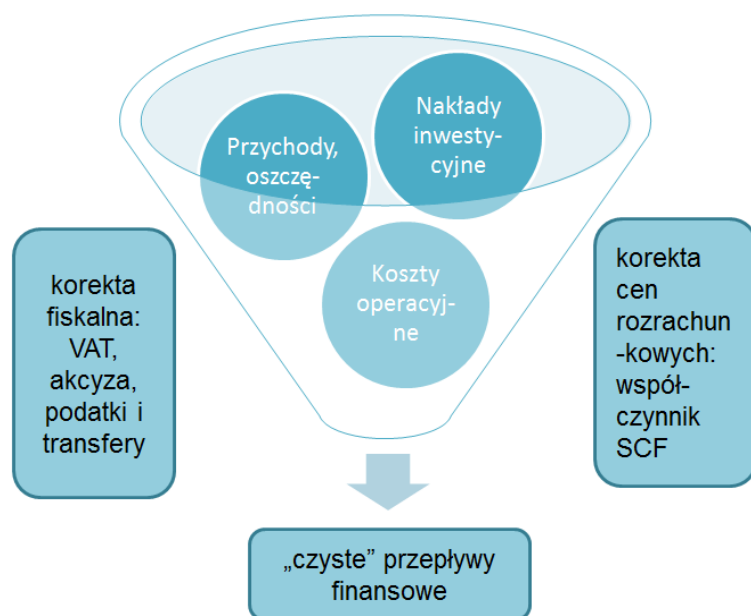 Nakłady
inwesty-
cyjne
Przychody,
oszczę-
dności
Koszty
operacyj-
ne
korekta
fiskalna:
VAT,
akcyza,
podatki i
transfery
korekta
cen
rozrachun
-kowych:
współ-
czynnik
SCF
„czyste” przepływy
finansowe